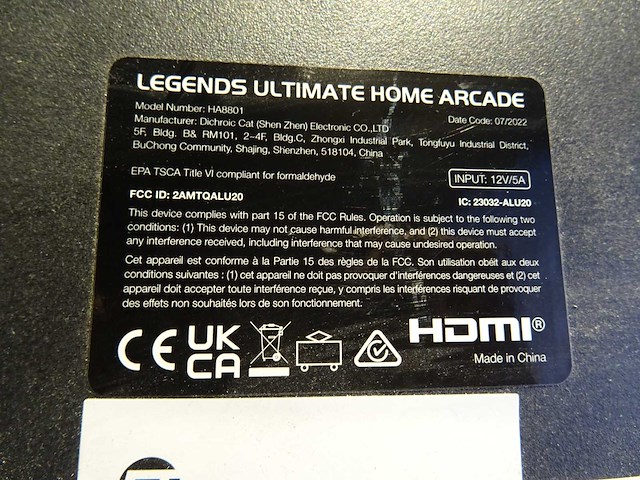 LEGENDS ULTIMATE HOME ARCADE
Model Number: HA8801
Date Code: 07/2022
Manufacturer: Dichroic Cat (Shen Zhen) Electronic CO.,LTD
5F, Bldg. B& RM101, 2-4F, Bldg.C, Zhongxi Industrial Park, Tongfuyu Industrial District,
BuChong Community, Shajing, Shenzhen, 518104, China
EPA TSCA Title VI compliant for formaldehyde
INPUT: 12V/5A
FCC ID: 2AMTQALU20
IC: 23032-ALU20
This device complies with part 15 of the FCC Rules. Operation is subject to the following two
conditions: (1) This device may not cause harmful interference, and (2) this device must accept
any interference received, including interference that may cause undesired operation.
Cet appareil est conforme à la Partie 15 des règles de la FCC. Son utilisation obéit aux deux
conditions suivantes : (1) cet appareil ne doit pas provoquer d'interférences dangereuses et (2) cet
appareil doit accepter toute interférence reçue, y compris les interférences risquant de provoquer
des effets non souhaités lors de son fonctionnement.
CE
UK
CA
HDMI®
Made in China